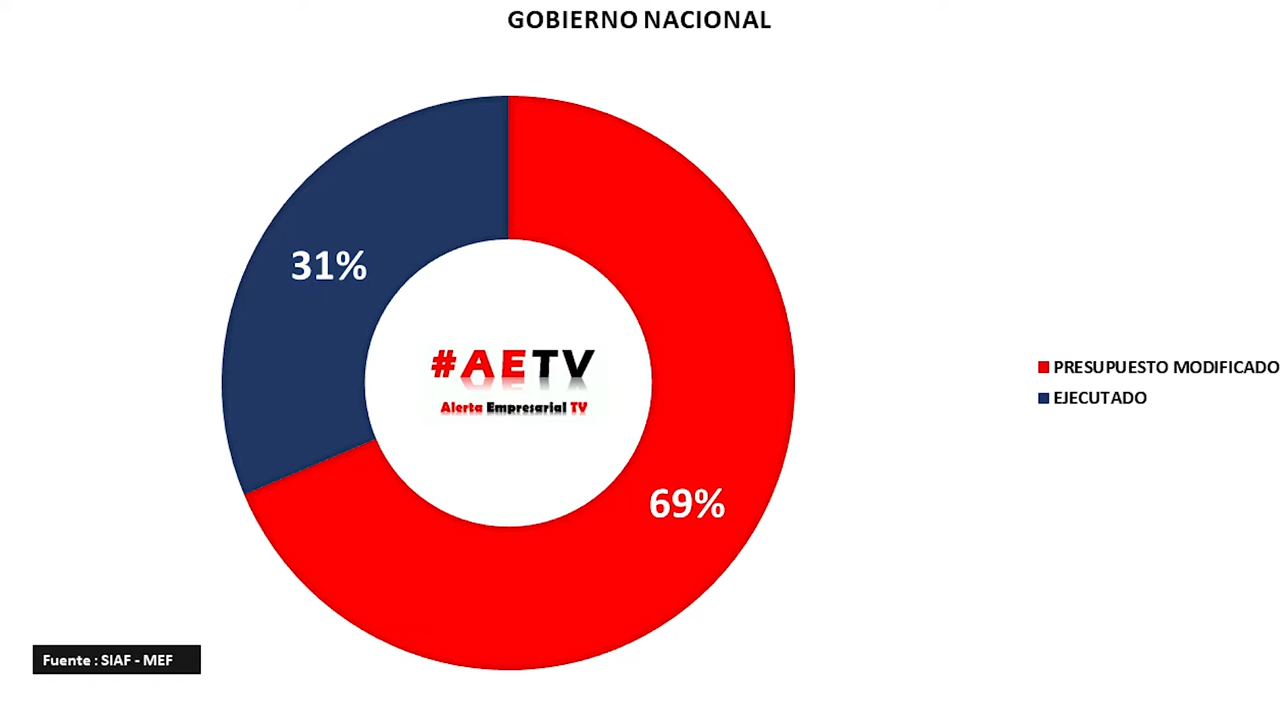 GOBIERNO NACIONAL
31%
#AETV
Alerta Empresarial TV
PRESUPUESTO MODIFICADO
EJECUTADO
69%
Fuente : SIAF - MEF